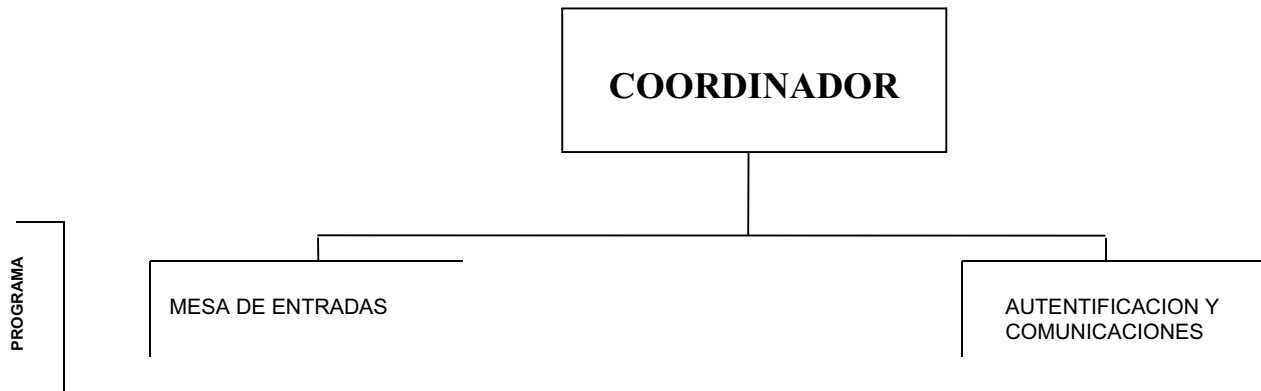 COORDINADOR
PROGRAMA
MESA DE ENTRADAS
AUTENTIFICACION Y
COMUNICACIONES